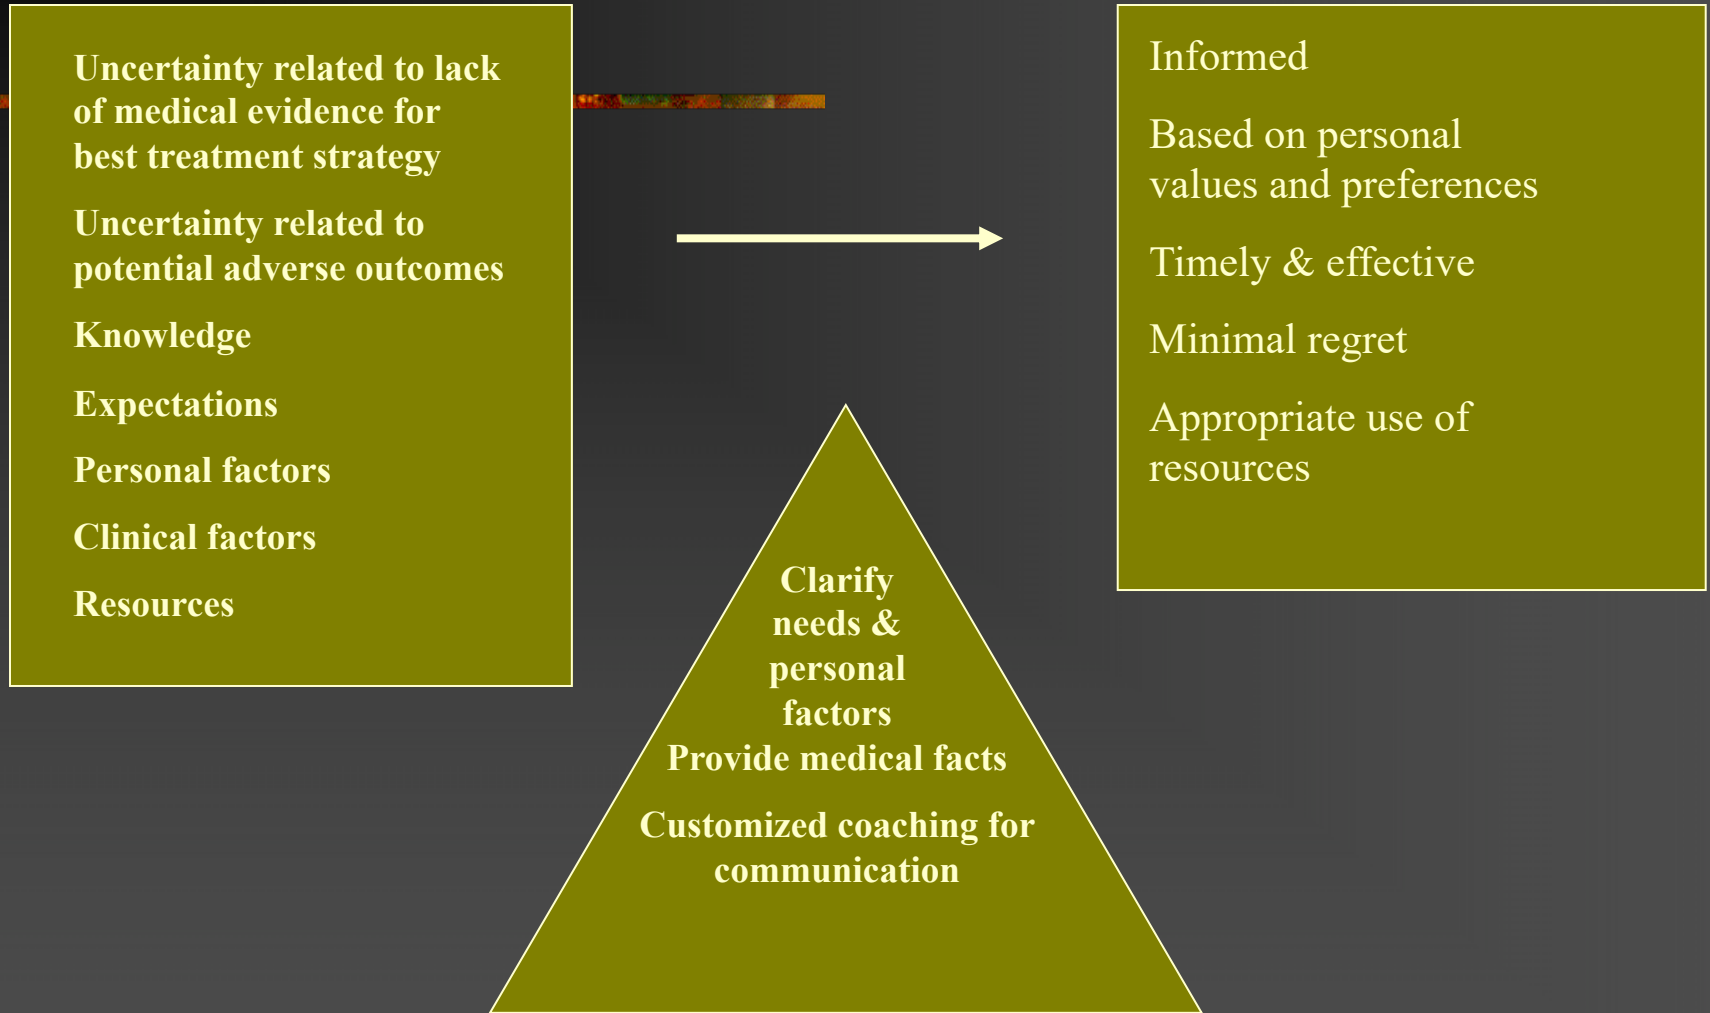 Uncertainty related to lack
of medical evidence for
best treatment strategy
Uncertainty related to
potential adverse outcomes
Knowledge
Expectations
Personal factors
Clinical factors
Resources
Informed
Based on personal
values and preferences
Timely & effective
Minimal regret
Appropriate use of
resources
Clarify
needs &
personal
factors
Provide medical facts
Customized coaching for
communication